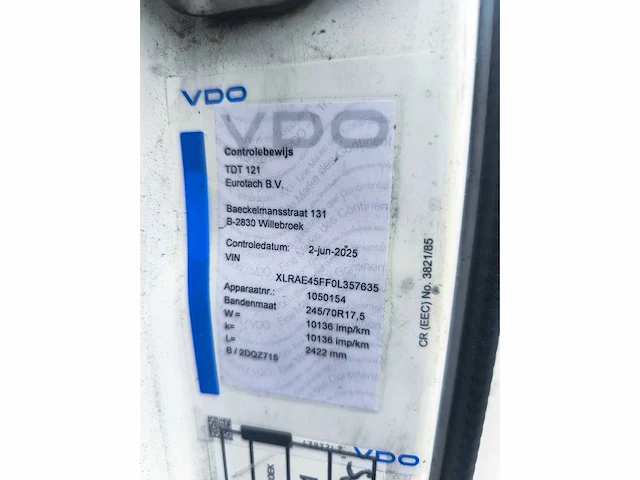 VDO
VDO
Controlebewijs
TDT 121
Eurotach B.V.
Baeckelmansstraat 131
B-2830 Willebroek
Controledatum: 2-jun-2025
VIN
XLRAE45FF0L357635
Apparaatnr.: 1050154
Bandenmaat 245/70R17,5
W= 10136 imp/km
k= 10136 imp/km
L= 2422 mm
B / 2DQZ715
CR (EEC) No. 3821/85
VDO